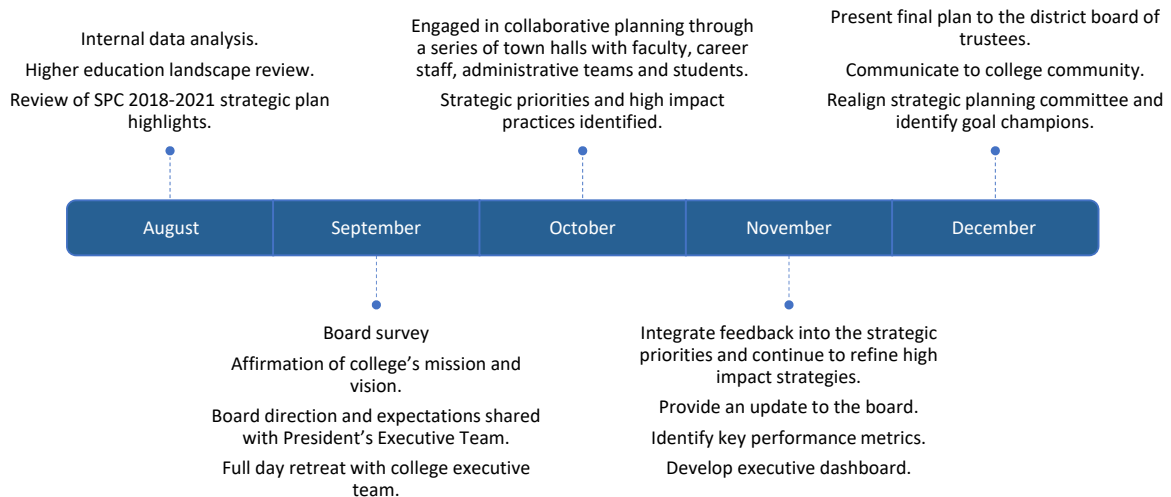 Internal data analysis.
Higher education landscape review.
Review of SPC 2018-2021 strategic plan
highlights.
Engaged in collaborative planning through
a series of town halls with faculty, career
staff, administrative teams and students.
Strategic priorities and high impact
practices identified.
Present final plan to the district board of
trustees.
Communicate to college community.
Realign strategic planning committee and
identify goal champions.
August
September
October
November
December
Board survey
Affirmation of college’s mission and
vision.
Board direction and expectations shared
with President’s Executive Team.
Full day retreat with college executive
team.
Integrate feedback into the strategic
priorities and continue to refine high
impact strategies.
Provide an update to the board.
Identify key performance metrics.
Develop executive dashboard.